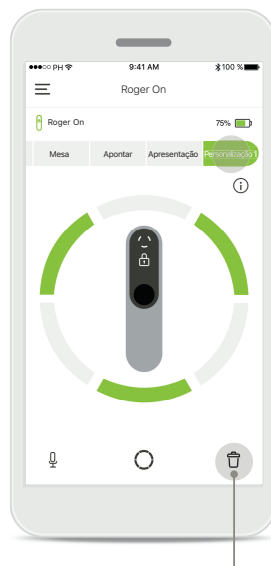 PH 9:41 AM 100 %
Roger On
Roger On 75%
Mesa Apontar Apresentação Personalização 1